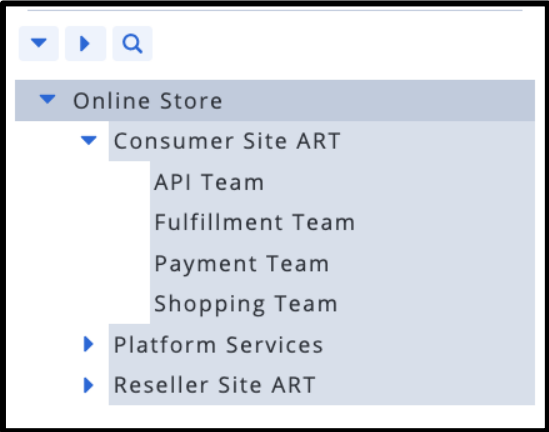 Online Store
Consumer Site ART
API Team
Fulfillment Team
Payment Team
Shopping Team
Platform Services
Reseller Site ART